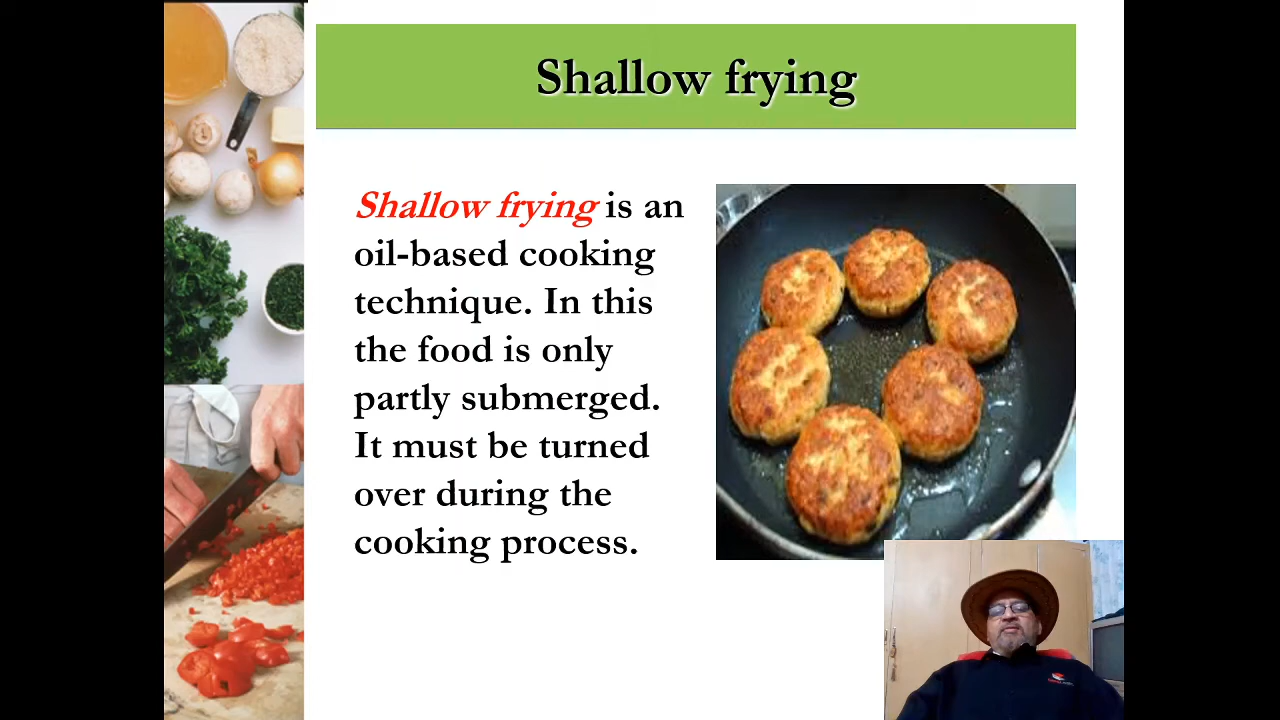 Shallow frying
Shallow frying is an
oil-based cooking
technique. In this
the food is only
partly submerged.
It must be turned
over during the
cooking process.